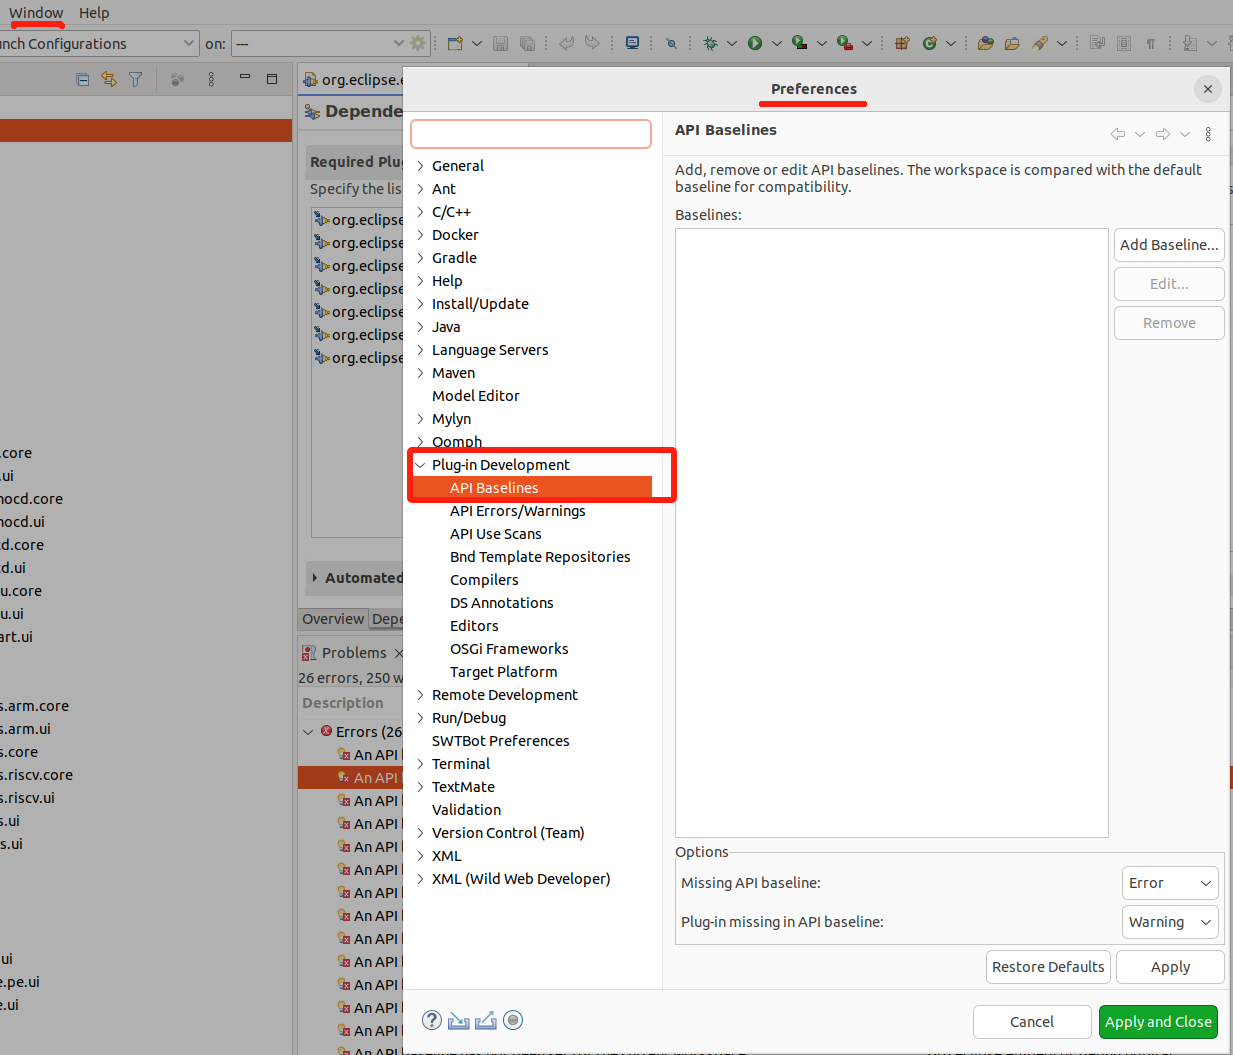 Window Help
unch Configurations on: ---
org.eclipse.e
Depende
Required Plug
Specify the lis
org.eclipse
org.eclipse
org.eclipse
org.eclipse
org.eclipse
org.eclipse
org.eclipse
Automated
Overview Depe
Problems
26 errors, 250 w
Description
Errors (26
An API
An API
An API
An API
An API
An API
An API
An API
An API
An API
An API
An API
An API
An API
.core
.ui
nocd.core
nocd.ui
cd.core
cd.ui
u.core
u.ui
art.ui
s.arm.core
s.arm.ui
s.core
s.riscv.core
s.riscv.ui
s.ui
s.ui
ui
e.pe.ui
e.ui
Preferences
General
Ant
C/C++
Docker
Gradle
Help
Install/Update
Java
Language Servers
Maven
Model Editor
Mylyn
Oomph
Plug-in Development
API Baselines
API Errors/Warnings
API Use Scans
Bnd Template Repositories
Compilers
DS Annotations
Editors
OSGi Frameworks
Target Platform
Remote Development
Run/Debug
SWTBot Preferences
Terminal
TextMate
Validation
Version Control (Team)
XML
XML (Wild Web Developer)
API Baselines
Add, remove or edit API baselines. The workspace is compared with the default
baseline for compatibility.
Baselines:
Add Baseline...
Edit...
Remove
Options
Missing API baseline: Error
Plug-in missing in API baseline: Warning
Restore Defaults Apply
Cancel Apply and Close